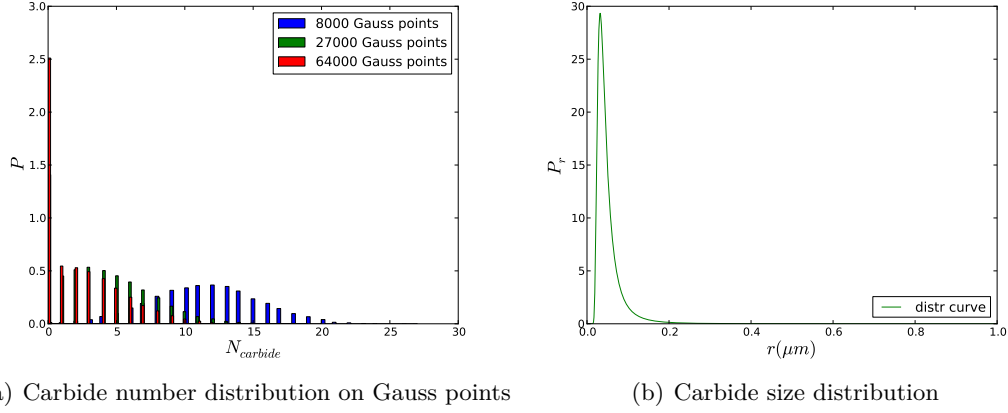 3.0
2.5
2.0
1.5
1.0
0.5
0.0
P
0 5 10 15 20 25 30
N_carbide
8000 Gauss points
27000 Gauss points
64000 Gauss points
) Carbide number distribution on Gauss points
30
25
20
15
10
5
0
P_r
0.0 0.2 0.4 0.6 0.8 1.0
r(μm)
distr curve
(b) Carbide size distribution